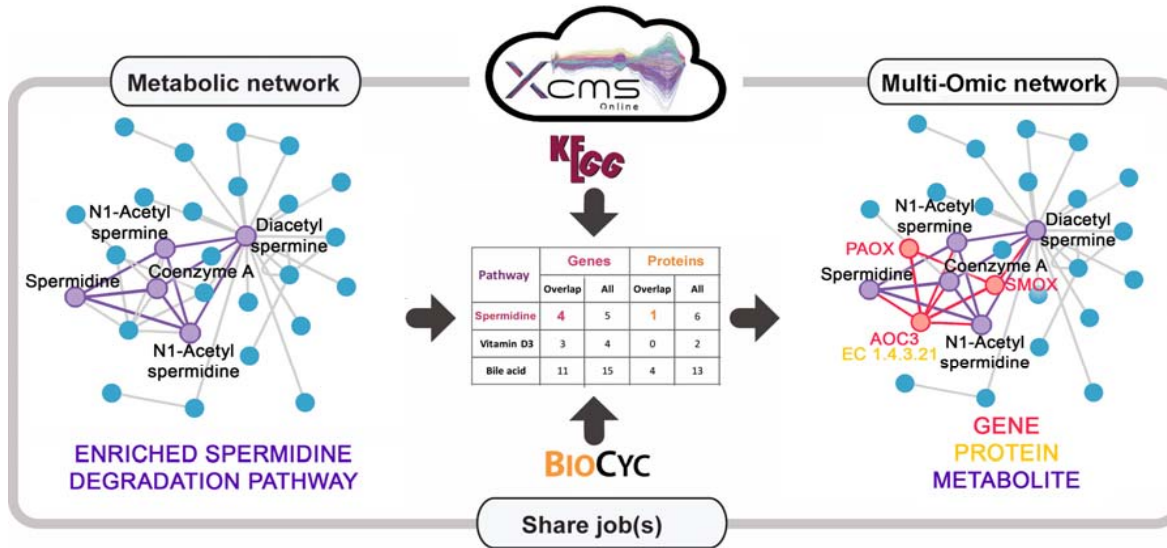 Metabolic network
N1-Acetyl
spermine
Diacetyl
spermine
Spermidine
Coenzyme A
N1-Acetyl
spermidine
ENRICHED SPERMIDINE
DEGRADATION PATHWAY
Xcms
Online
KEGG
Pathway Genes Proteins
Overlap All Overlap All
Spermidine 4 5 1 6
Vitamin D3 3 4 0 2
Bile acid 11 15 4 13
BIOCYC
Multi-Omic network
N1-Acetyl
spermine
Diacetyl
spermine
PAOX
Coenzyme A
Spermidine
SMOX
AOC3
EC 1.4.3.21
N1-Acetyl
spermidine
GENE
PROTEIN
METABOLITE
Share job(s)